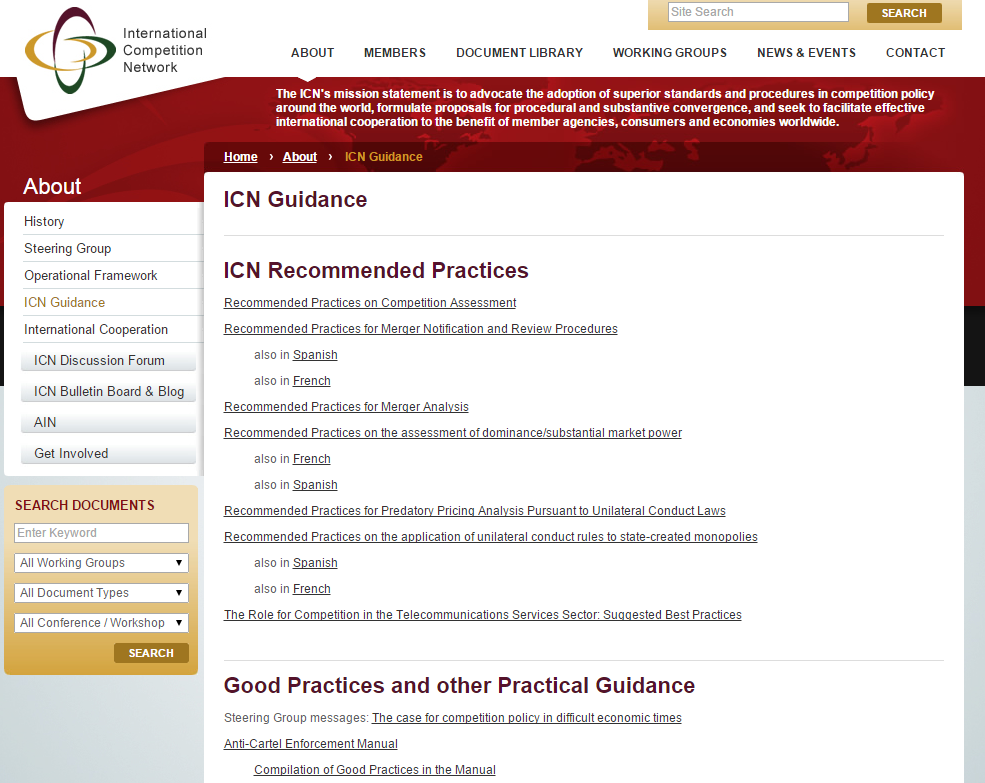 International
Competition
Network
Site Search
SEARCH
ABOUT MEMBERS DOCUMENT LIBRARY WORKING GROUPS NEWS & EVENTS CONTACT
The ICN's mission statement is to advocate the adoption of superior standards and procedures in competition policy
around the world, formulate proposals for procedural and substantive convergence, and seek to facilitate effective
international cooperation to the benefit of member agencies, consumers and economies worldwide.
Home › About › ICN Guidance
About
History
Steering Group
Operational Framework
ICN Guidance
International Cooperation
ICN Discussion Forum
ICN Bulletin Board & Blog
AIN
Get Involved
SEARCH DOCUMENTS
Enter Keyword
All Working Groups
All Document Types
All Conference / Workshop
SEARCH
ICN Guidance
ICN Recommended Practices
Recommended Practices on Competition Assessment
Recommended Practices for Merger Notification and Review Procedures
also in Spanish
also in French
Recommended Practices for Merger Analysis
Recommended Practices on the assessment of dominance/substantial market power
also in French
also in Spanish
Recommended Practices for Predatory Pricing Analysis Pursuant to Unilateral Conduct Laws
Recommended Practices on the application of unilateral conduct rules to state-created monopolies
also in Spanish
also in French
The Role for Competition in the Telecommunications Services Sector: Suggested Best Practices
Good Practices and other Practical Guidance
Steering Group messages: The case for competition policy in difficult economic times
Anti-Cartel Enforcement Manual
Compilation of Good Practices in the Manual